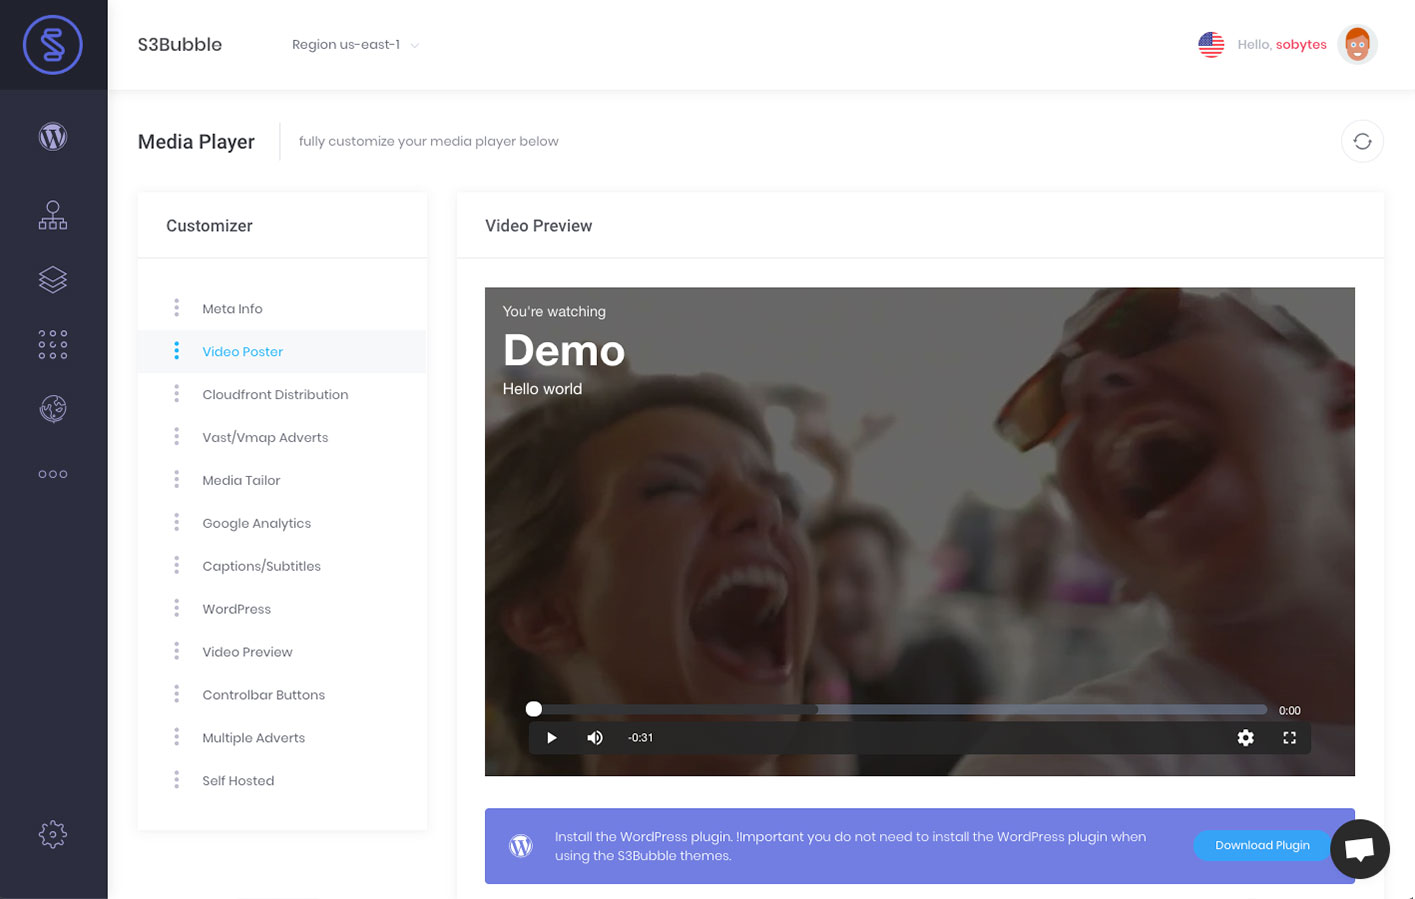 S3Bubble
Region us-east-1
Hello, sobytes
Media Player
fully customize your media player below
Customizer
Meta Info
Video Poster
Cloudfront Distribution
Vast/Vmap Adverts
Media Tailor
Google Analytics
Captions/Subtitles
WordPress
Video Preview
Controlbar Buttons
Multiple Adverts
Self Hosted
Video Preview
You're watching
Demo
Hello world
0:00
-0:31
Install the WordPress plugin. !Important you do not need to install the WordPress plugin when
using the S3Bubble themes.
Download Plugin